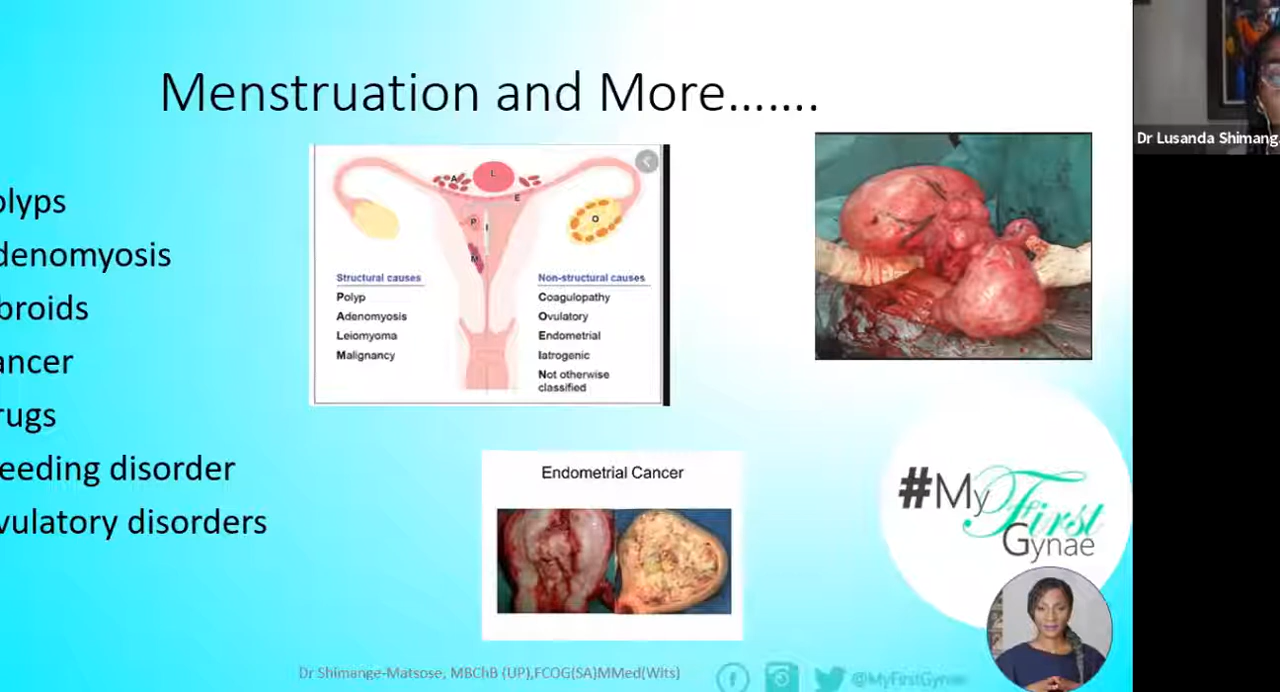 Menstruation and More.......
olyps
denomyosis
broids
ancer
rugs
eeding disorder
vulatory disorders
A
L
E
P
I
M
O
Structural causes
Polyp
Adenomyosis
Leiomyoma
Malignancy
Non-structural causes
Coagulopathy
Ovulatory
Endometrial
Iatrogenic
Not otherwise
classified
Endometrial Cancer
#My
First
Gynae
Dr Shimange-Matsose, MBChB (UP),FCOG(SA)MMed(Wits)
@MyFirstGynae
Dr Lusanda Shimang